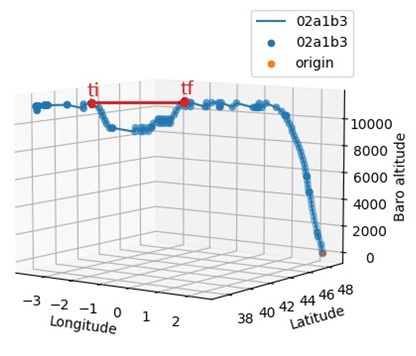 02a1b3
02a1b3
origin
ti
tf
10000
8000
6000
4000
2000
0
Baro altitude
−3 −2 −1 0 1 2
Longitude
38 40 42 44 46 48
Latitude